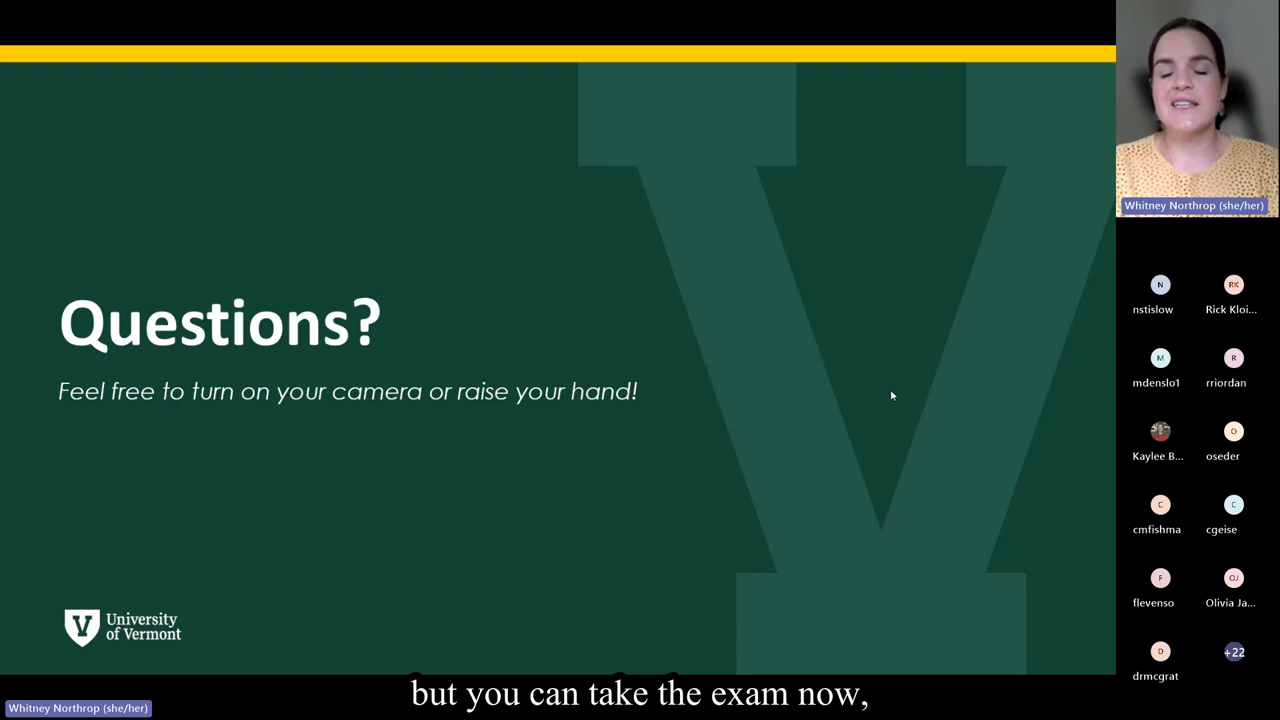 Questions?
Feel free to turn on your camera or raise your hand!
V
University
of Vermont
Whitney Northrop (she/her)
N
nstislow
RK
Rick Kloi...
M
mdenslo1
R
rriordan
Kaylee B...
O
oseder
C
cmfishma
C
cgeise
F
flevenso
OJ
Olivia Ja...
D
drmcgrat
+22
but you can take the exam now,
Whitney Northrop (she/her)